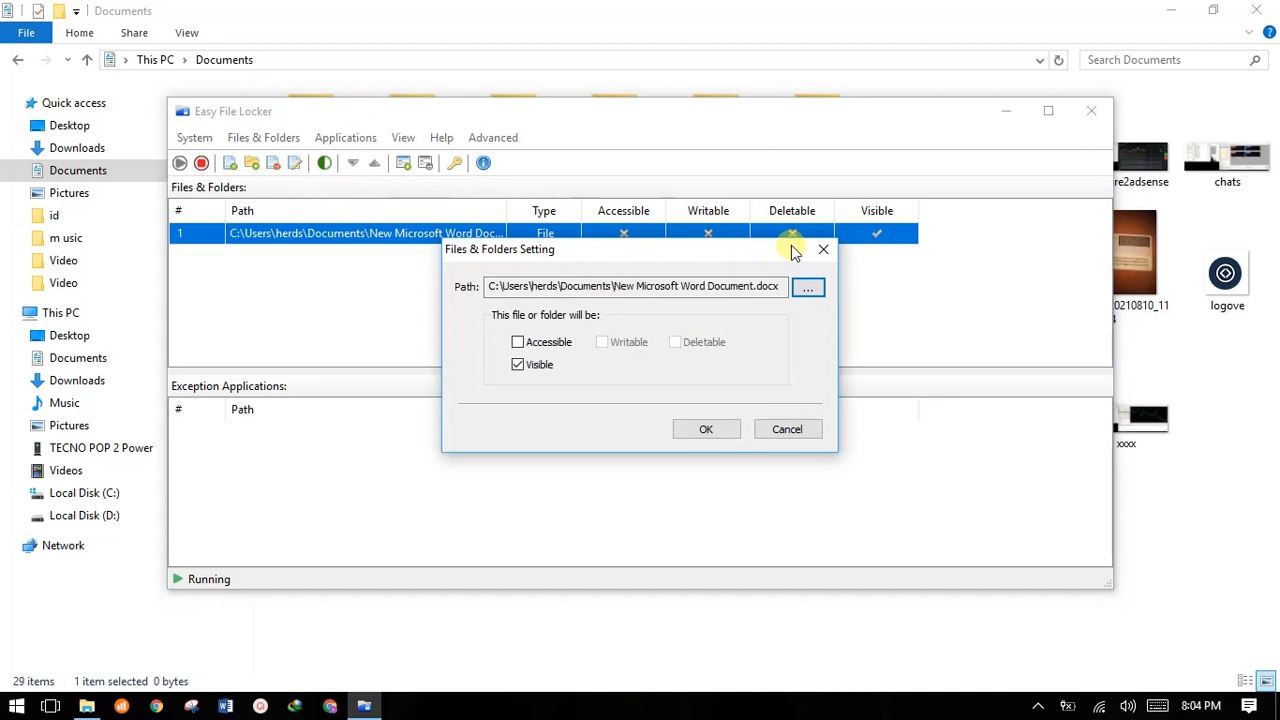 Documents
File Home Share View
This PC Documents
Search Documents
Quick access
Desktop
Downloads
Documents
Pictures
id
m usic
Video
Video
This PC
Desktop
Documents
Downloads
Music
Pictures
TECNO POP 2 Power
Videos
Local Disk (C:)
Local Disk (D:)
Network
Easy File Locker
System Files & Folders Applications View Help Advanced
Files & Folders:
# Path Type Accessible Writable Deletable Visible
1 C:\Users\herds\Documents\New Microsoft Word Doc... File
Files & Folders Setting
Path: C:\Users\herds\Documents\New Microsoft Word Document.docx ...
This file or folder will be:
Accessible Writable Deletable
Visible
OK Cancel
Exception Applications:
# Path
Running
re2adsense
chats
0210810_11
4
logove
xxxx
29 items 1 item selected 0 bytes
8:04 PM